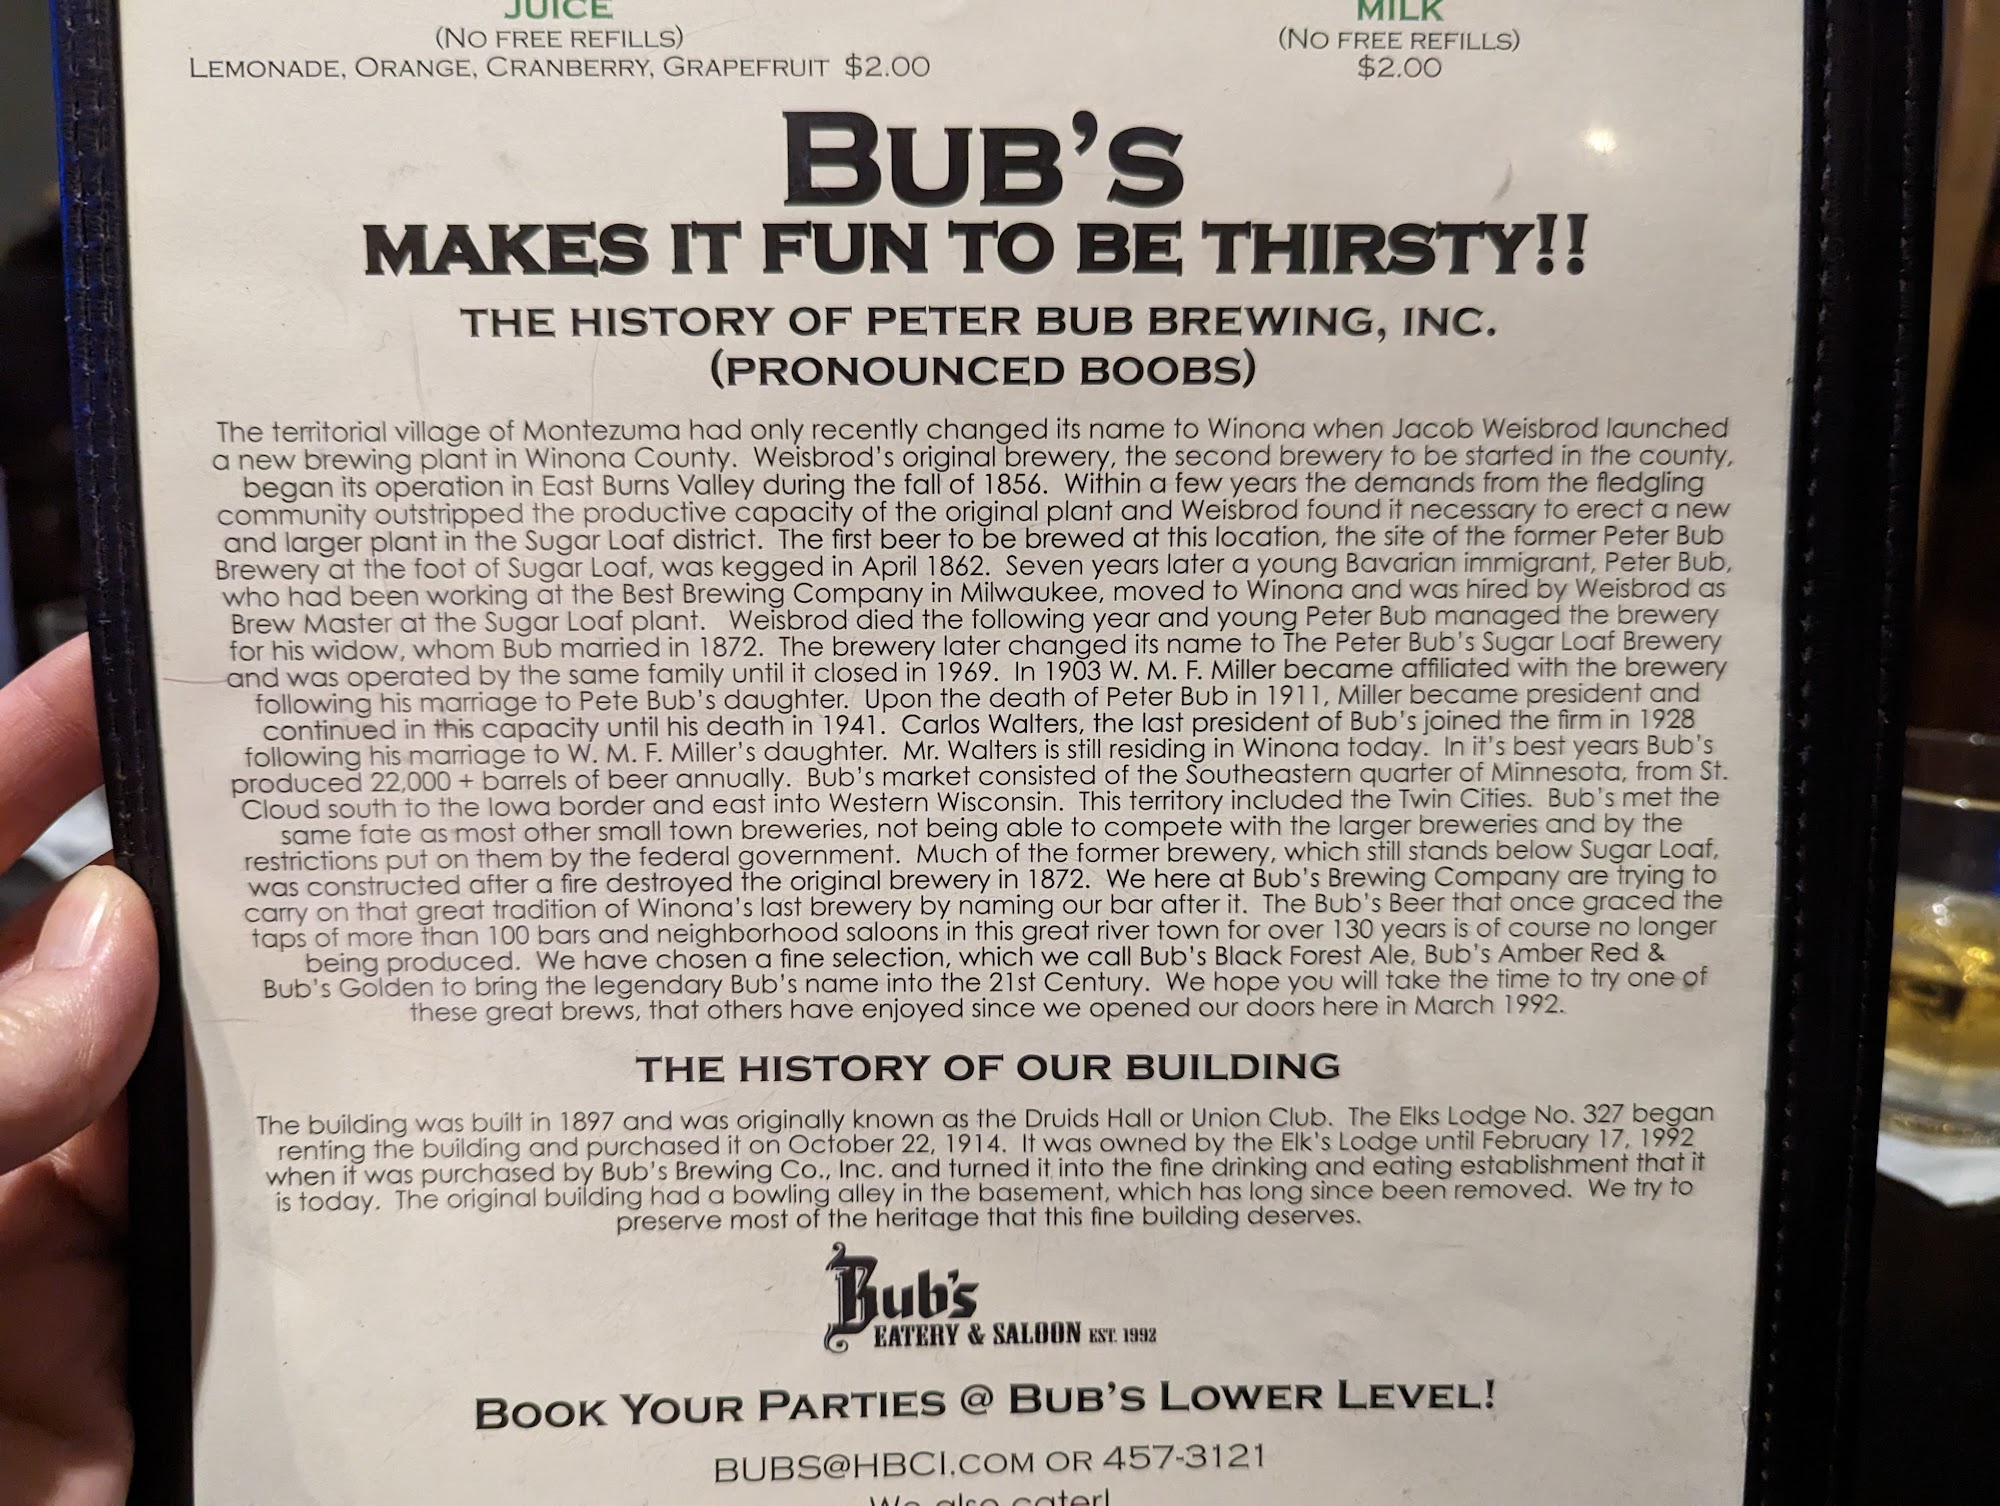 JUICE
(NO FREE REFILLS)
LEMONADE, ORANGE, CRANBERRY, GRAPEFRUIT $2.00
MILK
(NO FREE REFILLS)
$2.00
BUB'S
MAKES IT FUN TO BE THIRSTY!!
THE HISTORY OF PETER BUB BREWING, INC.
(PRONOUNCED BOOBS)
The territorial village of Montezuma had only recently changed its name to Winona when Jacob Weisbrod launched
a new brewing plant in Winona County. Weisbrod's original brewery, the second brewery to be started in the county,
began its operation in East Burns Valley during the fall of 1856. Within a few years the demands from the fledgling
community outstripped the productive capacity of the original plant and Weisbrod found it necessary to erect a new
and larger plant in the Sugar Loaf district. The first beer to be brewed at this location, the site of the former Peter Bub
Brewery at the foot of Sugar Loaf, was kegged in April 1862. Seven years later a young Bavarian immigrant, Peter Bub,
who had been working at the Best Brewing Company in Milwaukee, moved to Winona and was hired by Weisbrod as
Brew Master at the Sugar Loaf plant. Weisbrod died the following year and young Peter Bub managed the brewery
for his widow, whom Bub married in 1872. The brewery later changed its name to The Peter Bub's Sugar Loaf Brewery
and was operated by the same family until it closed in 1969. In 1903 W. M. F. Miller became affiliated with the brewery
following his marriage to Pete Bub's daughter. Upon the death of Peter Bub in 1911, Miller became president and
continued in this capacity until his death in 1941. Carlos Walters, the last president of Bub's joined the firm in 1928
following his marriage to W. M. F. Miller's daughter. Mr. Walters is still residing in Winona today. In it's best years Bub's
produced 22,000 + barrels of beer annually. Bub's market consisted of the Southeastern quarter of Minnesota, from St.
Cloud south to the Iowa border and east into Western Wisconsin. This territory included the Twin Cities. Bub's met the
same fate as most other small town breweries, not being able to compete with the larger breweries and by the
restrictions put on them by the federal government. Much of the former brewery, which still stands below Sugar Loaf,
was constructed after a fire destroyed the original brewery in 1872. We here at Bub's Brewing Company are trying to
carry on that great tradition of Winona's last brewery by naming our bar after it. The Bub's Beer that once graced the
taps of more than 100 bars and neighborhood saloons in this great river town for over 130 years is of course no longer
being produced. We have chosen a fine selection, which we call Bub's Black Forest Ale, Bub's Amber Red &
Bub's Golden to bring the legendary Bub's name into the 21st Century. We hope you will take the time to try one of
these great brews, that others have enjoyed since we opened our doors here in March 1992.
THE HISTORY OF OUR BUILDING
The building was built in 1897 and was originally known as the Druids Hall or Union Club. The Elks Lodge No. 327 began
renting the building and purchased it on October 22, 1914. It was owned by the Elk's Lodge until February 17, 1992
when it was purchased by Bub's Brewing Co., Inc. and turned it into the fine drinking and eating establishment that it
is today. The original building had a bowling alley in the basement, which has long since been removed. We try to
preserve most of the heritage that this fine building deserves.
Bub's
EATERY & SALOON EST. 1992
BOOK YOUR PARTIES @ BUB'S LOWER LEVEL!
BUBS@HBCI.COM OR 457-3121
We also cater!